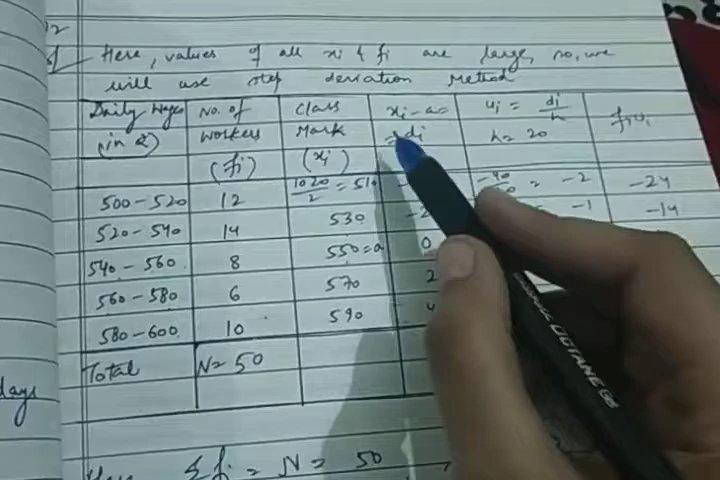 Here, values of all xi & fi are large, so, we
will use step deviation Method
Daily Wages (in ₹) No. of workers (fi) Class Mark (xi) xi - a = di ui = di/h h = 20 fiui
500-520 12 1020/2 = 510 = -2 -24
520-540 14 530 -2 = -1 -14
540-560 8 550=a 0
560-580 6 570 2
580-600 10 590
Total N = 50
Σfi = N = 50
days